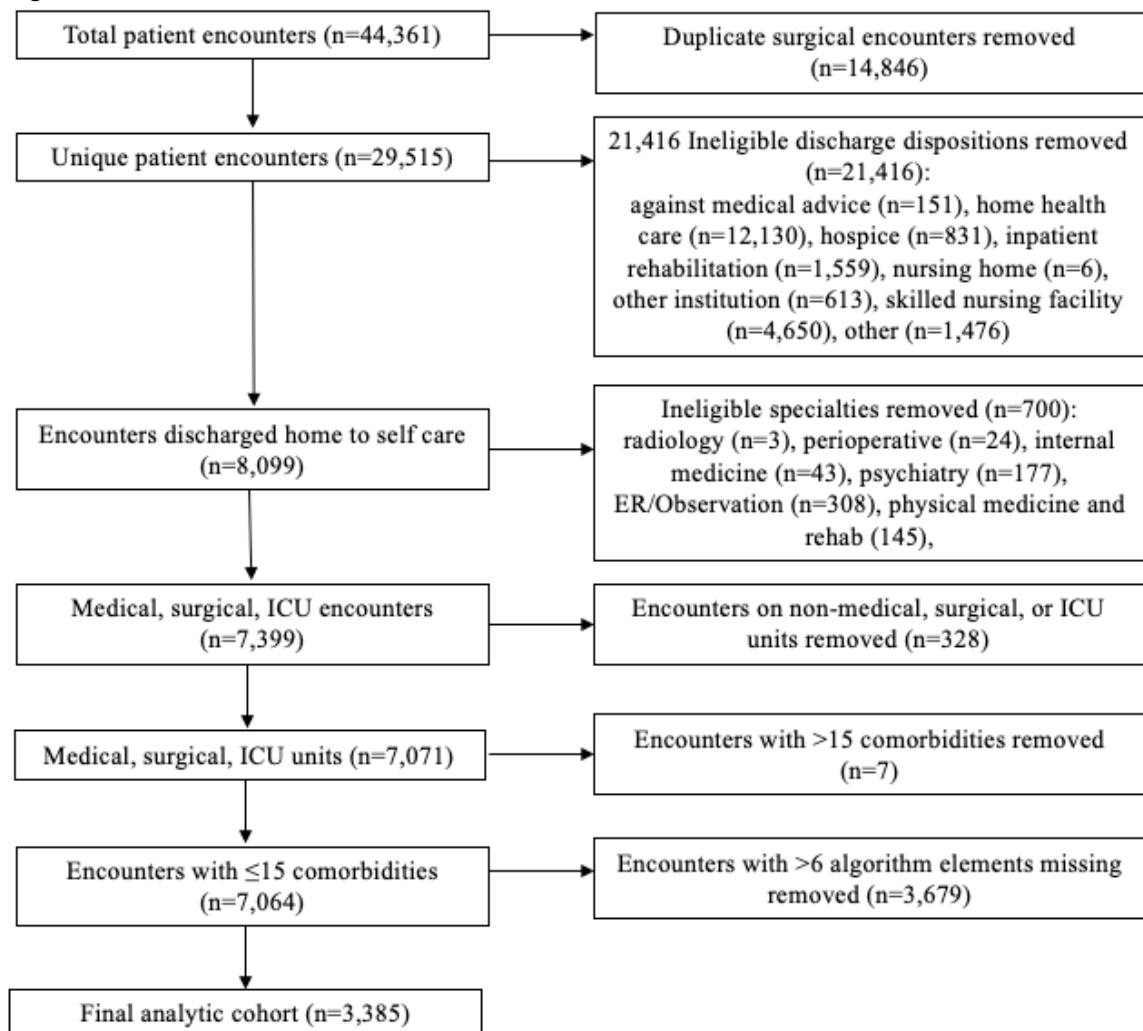 Total patient encounters (n=44,361)
Duplicate surgical encounters removed
(n=14,846)
Unique patient encounters (n=29,515)
21,416 Ineligible discharge dispositions removed
(n=21,416):
against medical advice (n=151), home health
care (n=12,130), hospice (n=831), inpatient
rehabilitation (n=1,559), nursing home (n=6),
other institution (n=613), skilled nursing facility
(n=4,650), other (n=1,476)
Encounters discharged home to self care
(n=8,099)
Ineligible specialties removed (n=700):
radiology (n=3), perioperative (n=24), internal
medicine (n=43), psychiatry (n=177),
ER/Observation (n=308), physical medicine and
rehab (145),
Medical, surgical, ICU encounters
(n=7,399)
Encounters on non-medical, surgical, or ICU
units removed (n=328)
Medical, surgical, ICU units (n=7,071)
Encounters with >15 comorbidities removed
(n=7)
Encounters with ≤15 comorbidities
(n=7,064)
Encounters with >6 algorithm elements missing
removed (n=3,679)
Final analytic cohort (n=3,385)